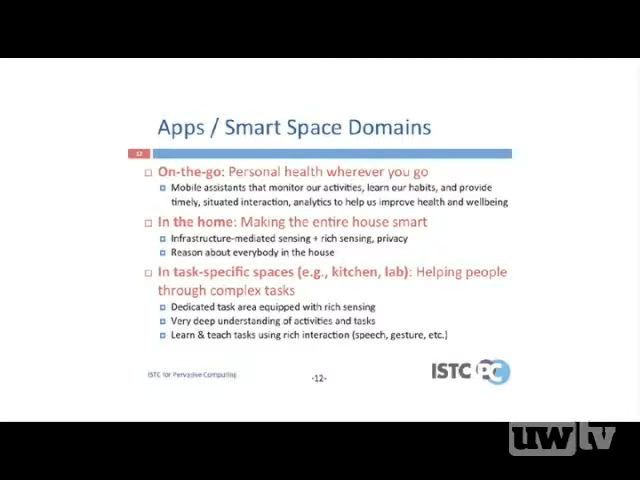 Apps / Smart Space Domains
12
On-the-go: Personal health wherever you go
Mobile assistants that monitor our activities, learn our habits, and provide
timely, situated interaction, analytics to help us improve health and wellbeing
In the home: Making the entire house smart
Infrastructure-mediated sensing + rich sensing, privacy
Reason about everybody in the house
In task-specific spaces (e.g., kitchen, lab): Helping people
through complex tasks
Dedicated task area equipped with rich sensing
Very deep understanding of activities and tasks
Learn & teach tasks using rich interaction (speech, gesture, etc.)
ISTC for Pervasive Computing
-12-
ISTC PC
uwtv